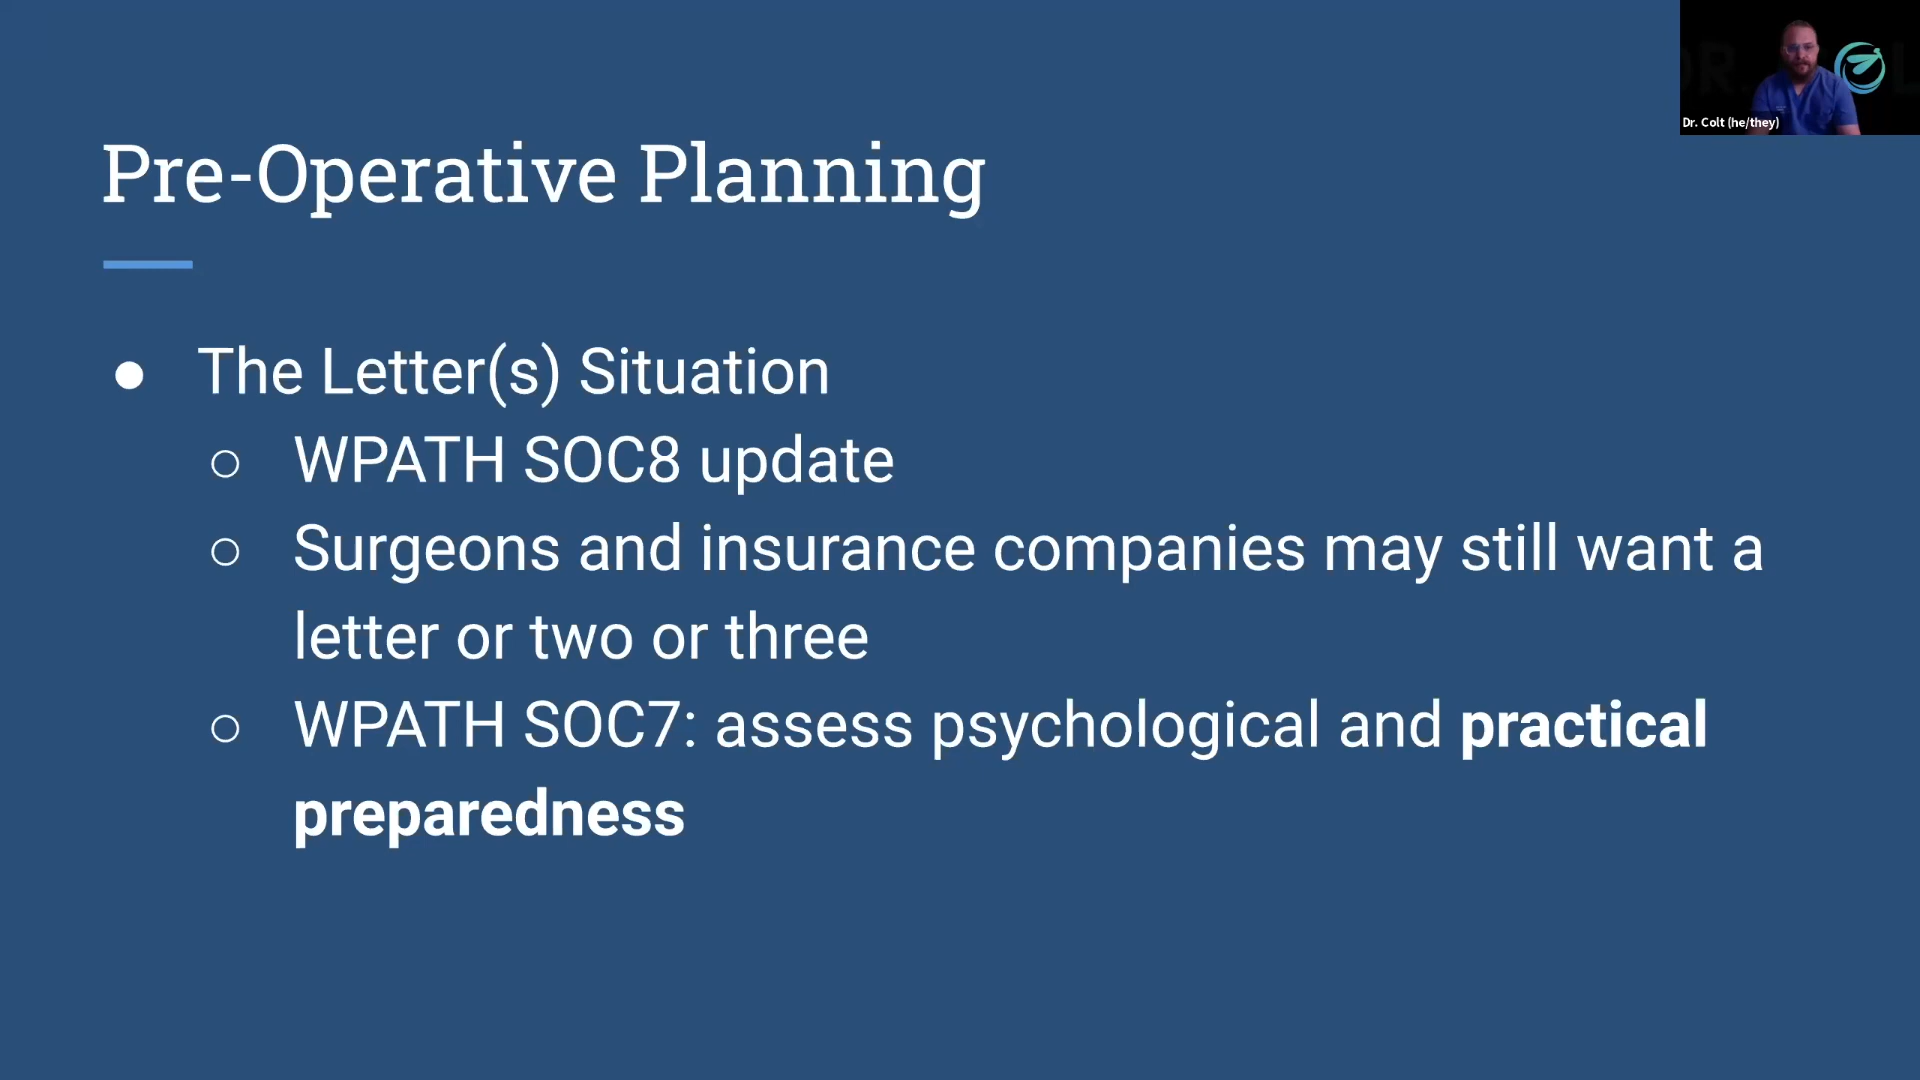 Dr. Colt (he/they)
Pre-Operative Planning
● The Letter(s) Situation
○ WPATH SOC8 update
○ Surgeons and insurance companies may still want a
letter or two or three
○ WPATH SOC7: assess psychological and practical
preparedness